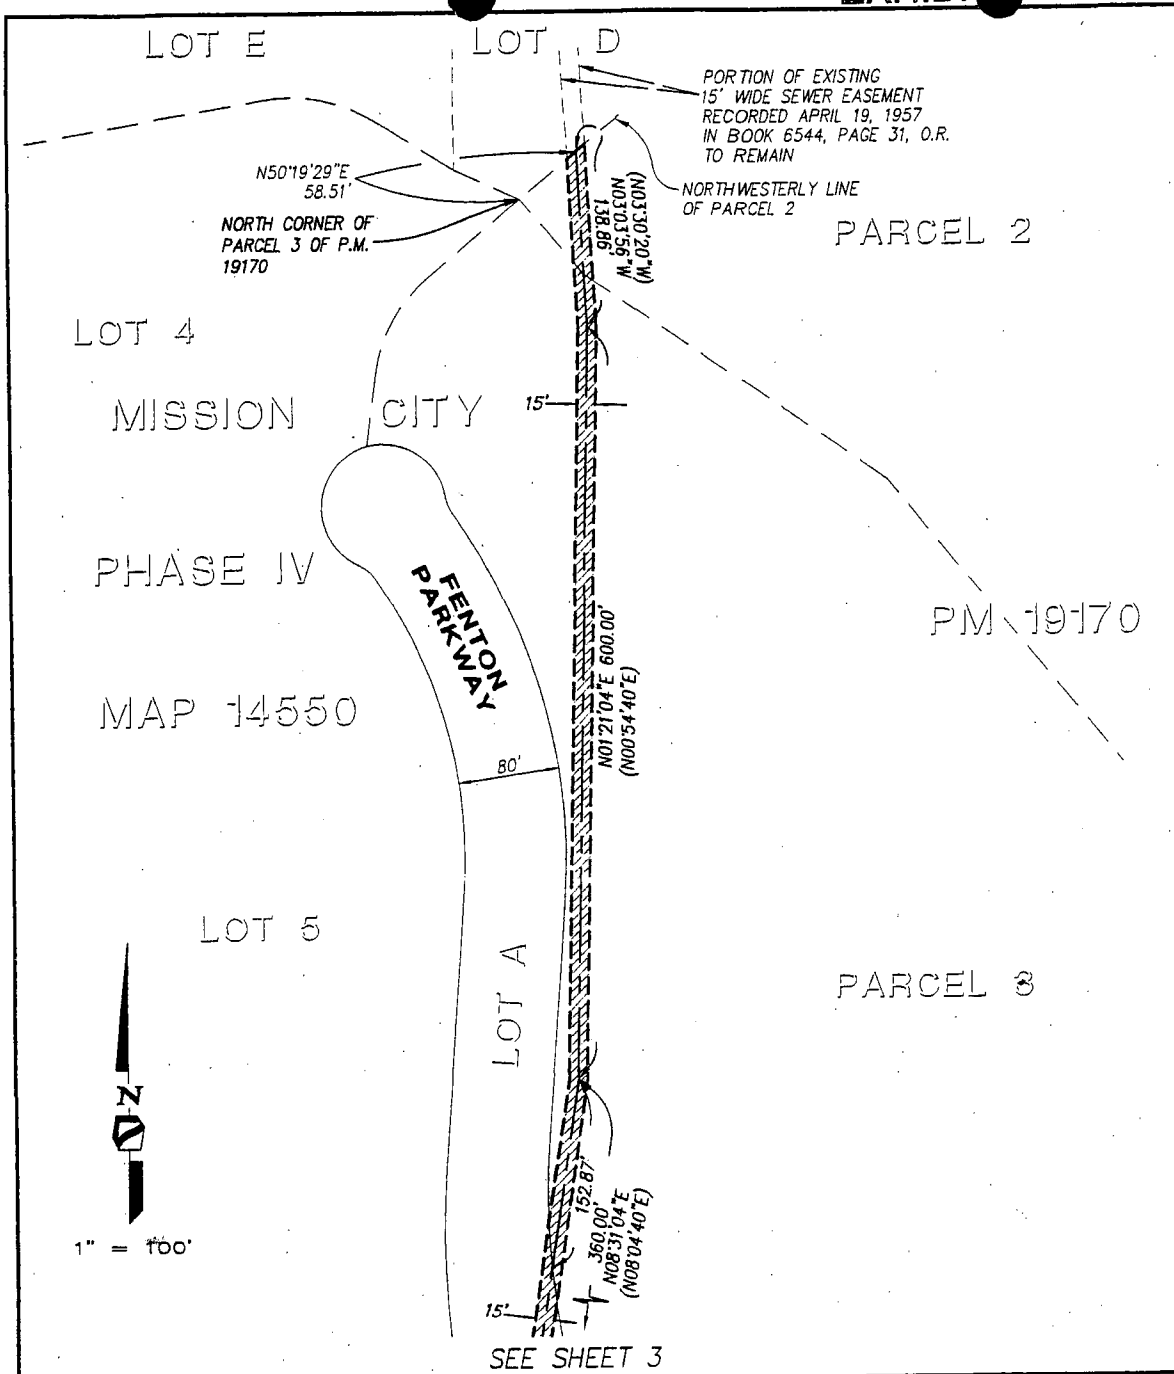 LOT E
LOT D
PORTION OF EXISTING
15' WIDE SEWER EASEMENT
RECORDED APRIL 19, 1957
IN BOOK 6544, PAGE 31, O.R.
TO REMAIN
N50°19'29"E
58.51'
NORTHWESTERLY LINE
OF PARCEL 2
NORTH CORNER OF
PARCEL 3 OF P.M.
19170
(N03°30'20"W)
N03°03'56"W
138.86'
PARCEL 2
LOT 4
MISSION CITY
15'
PHASE IV
FENTON
PARKWAY
PM 19170
N01°21'04"E 600.00'
(N00°54'40"E)
MAP 14550
80'
LOT 5
LOT A
PARCEL 3
N
152.87'
360.00'
N08°31'04"E
(N08°04'40"E)
1" = 100'
15'
SEE SHEET 3